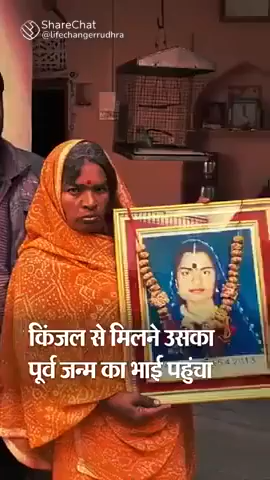 ShareChat
@lifechangerrudhra
किंजल से मिलने उसका
पूर्व जन्म का भाई पहुंचा